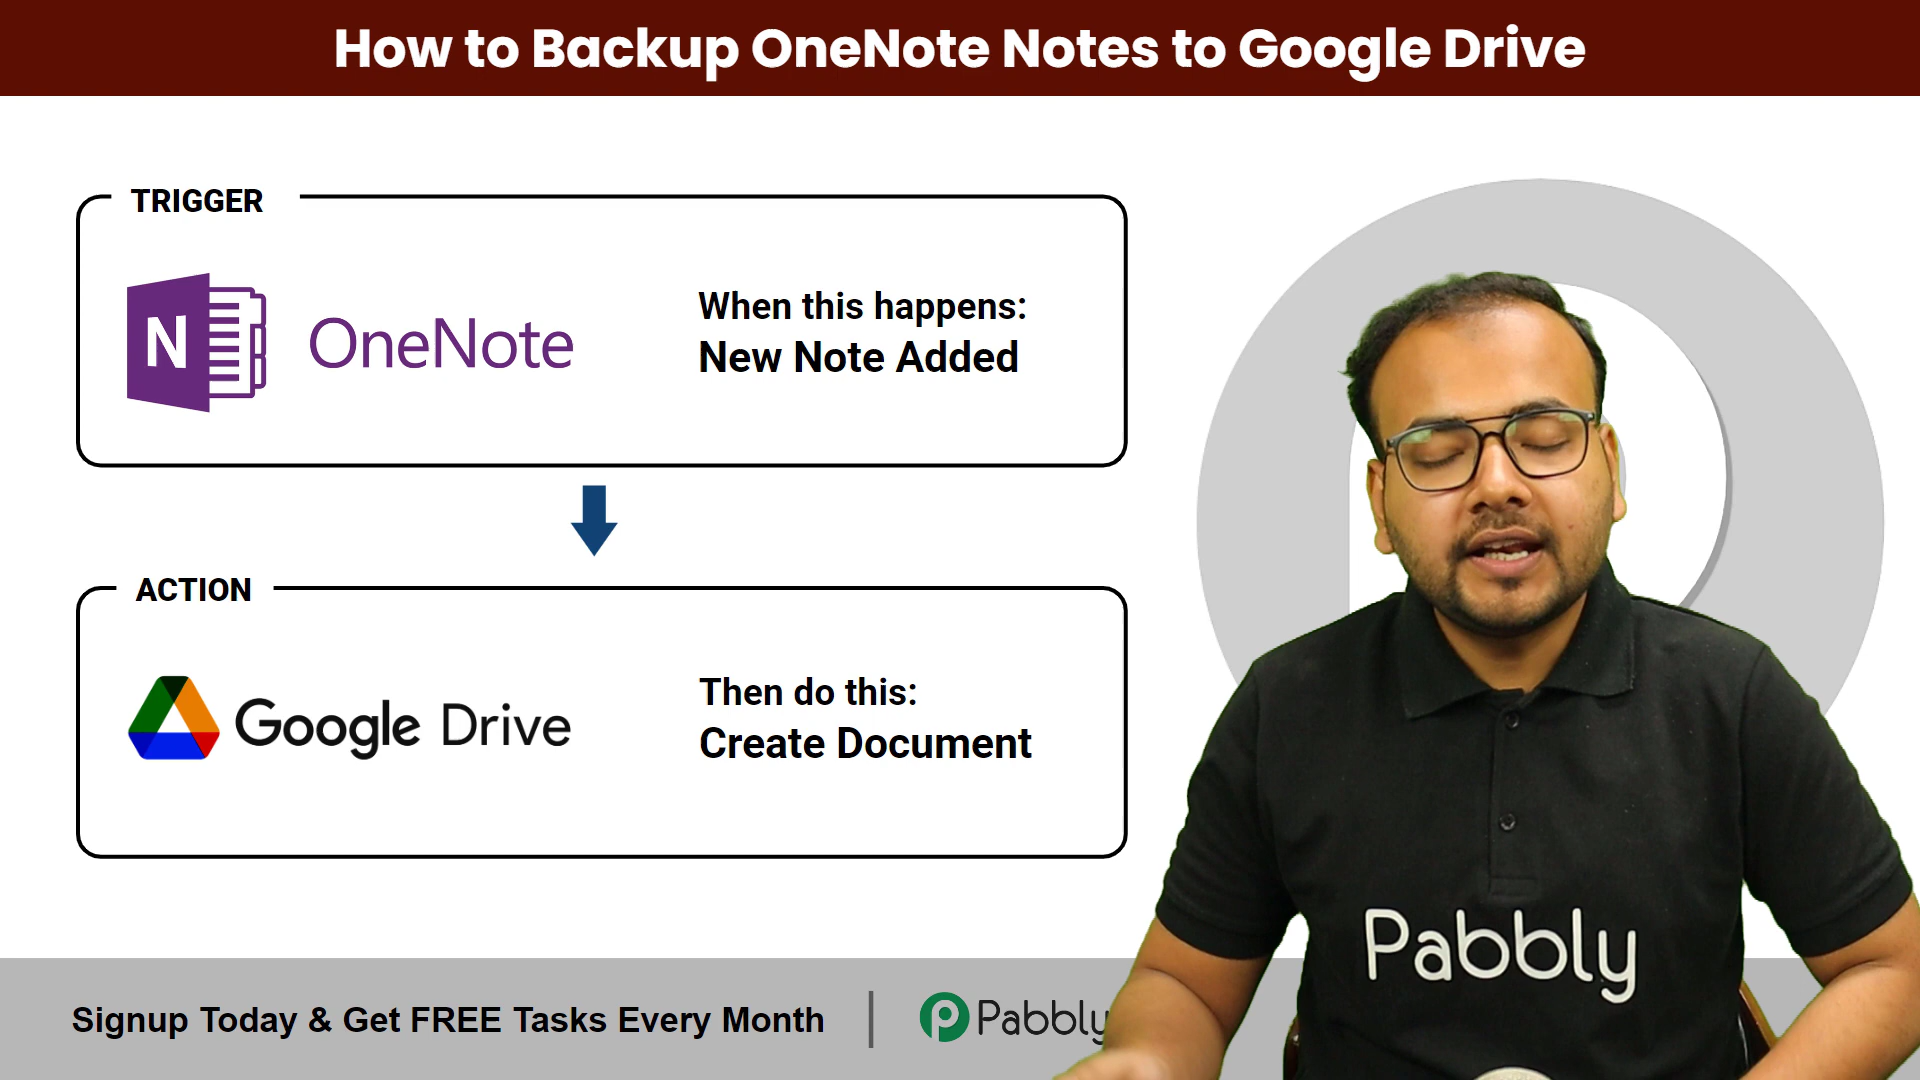 How to Backup OneNote Notes to Google Drive
TRIGGER
N
OneNote
When this happens:
New Note Added
ACTION
Google Drive
Then do this:
Create Document
Pabbly
Signup Today & Get FREE Tasks Every Month
Pabbly